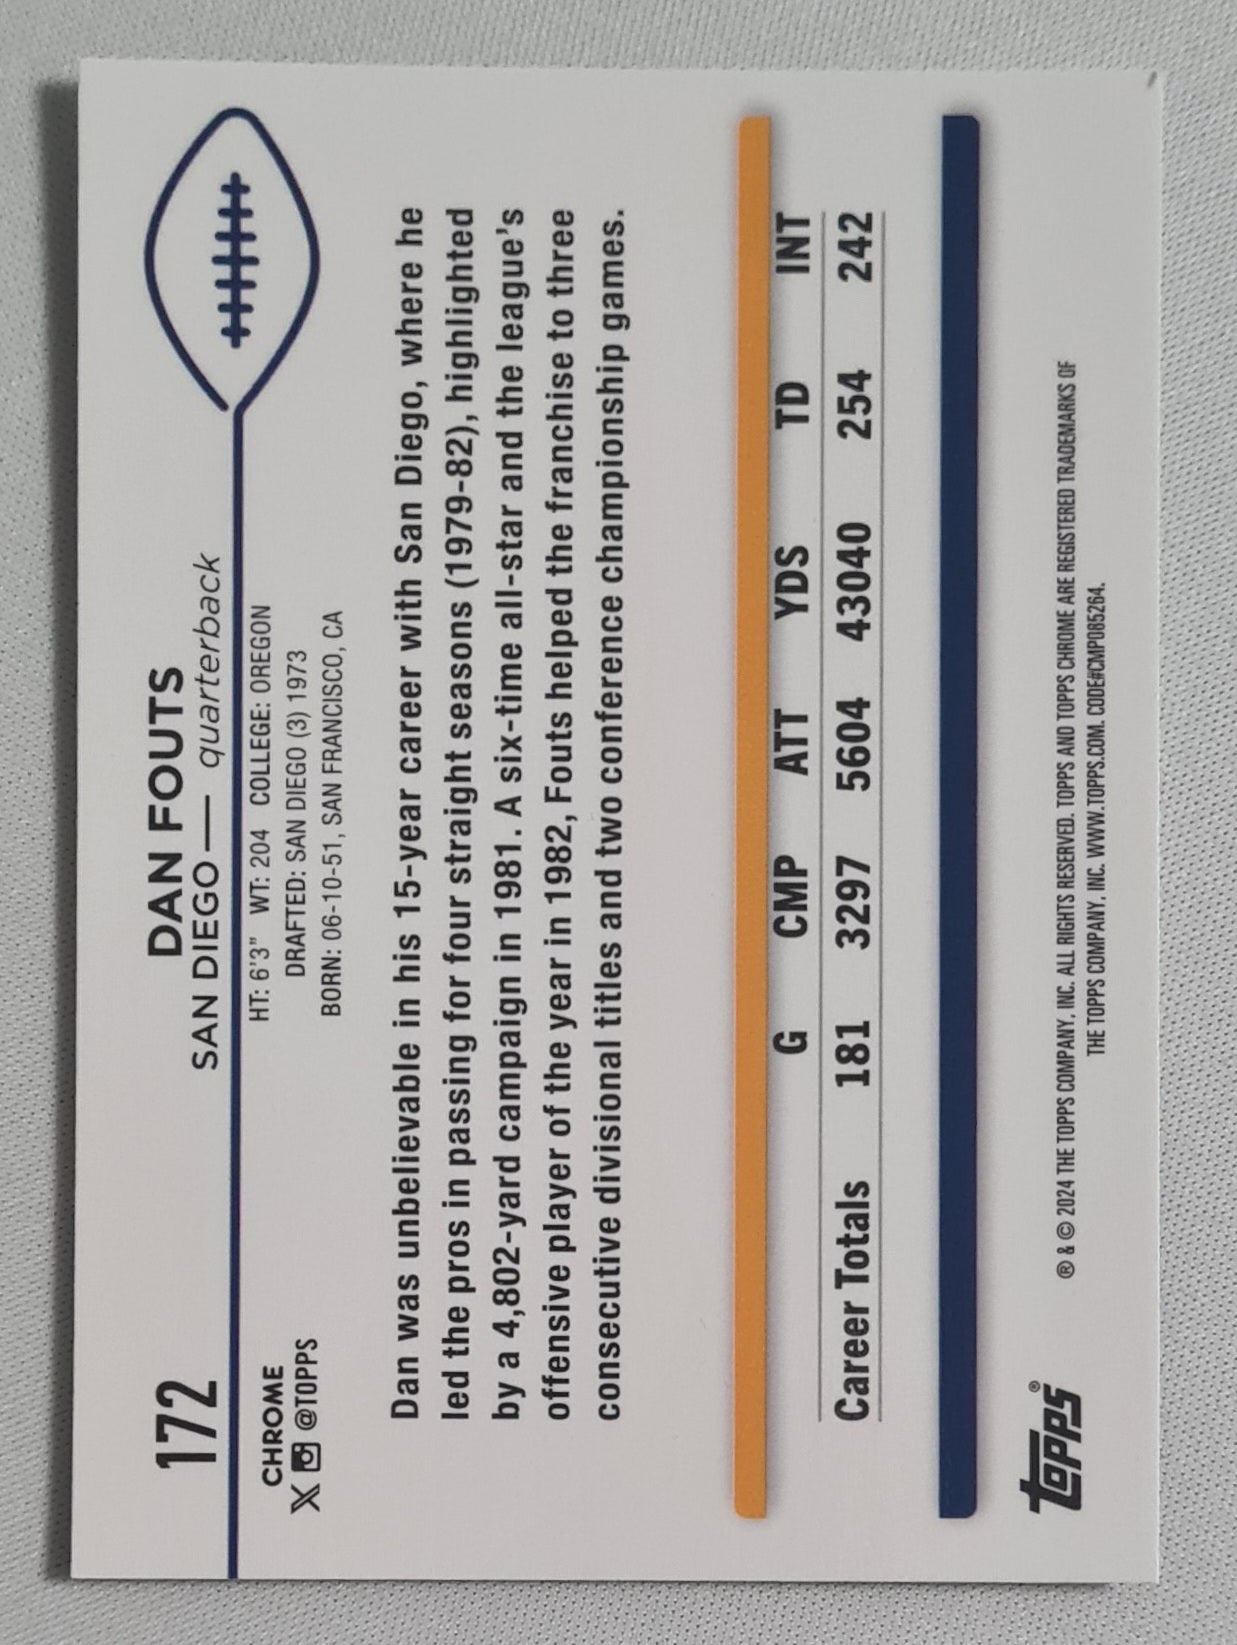 172
DAN FOUTS
SAN DIEGO — quarterback
CHROME
X @TOPPS
HT: 6'3" WT: 204 COLLEGE: OREGON
DRAFTED: SAN DIEGO (3) 1973
BORN: 06-10-51, SAN FRANCISCO, CA
Dan was unbelievable in his 15-year career with San Diego, where he
led the pros in passing for four straight seasons (1979-82), highlighted
by a 4,802-yard campaign in 1981. A six-time all-star and the league's
offensive player of the year in 1982, Fouts helped the franchise to three
consecutive divisional titles and two conference championship games.
G CMP ATT YDS TD INT
Career Totals 181 3297 5604 43040 254 242
topps®
® & © 2024 THE TOPPS COMPANY, INC. ALL RIGHTS RESERVED. TOPPS AND TOPPS CHROME ARE REGISTERED TRADEMARKS OF
THE TOPPS COMPANY, INC. WWW.TOPPS.COM. CODE#CMP085264.